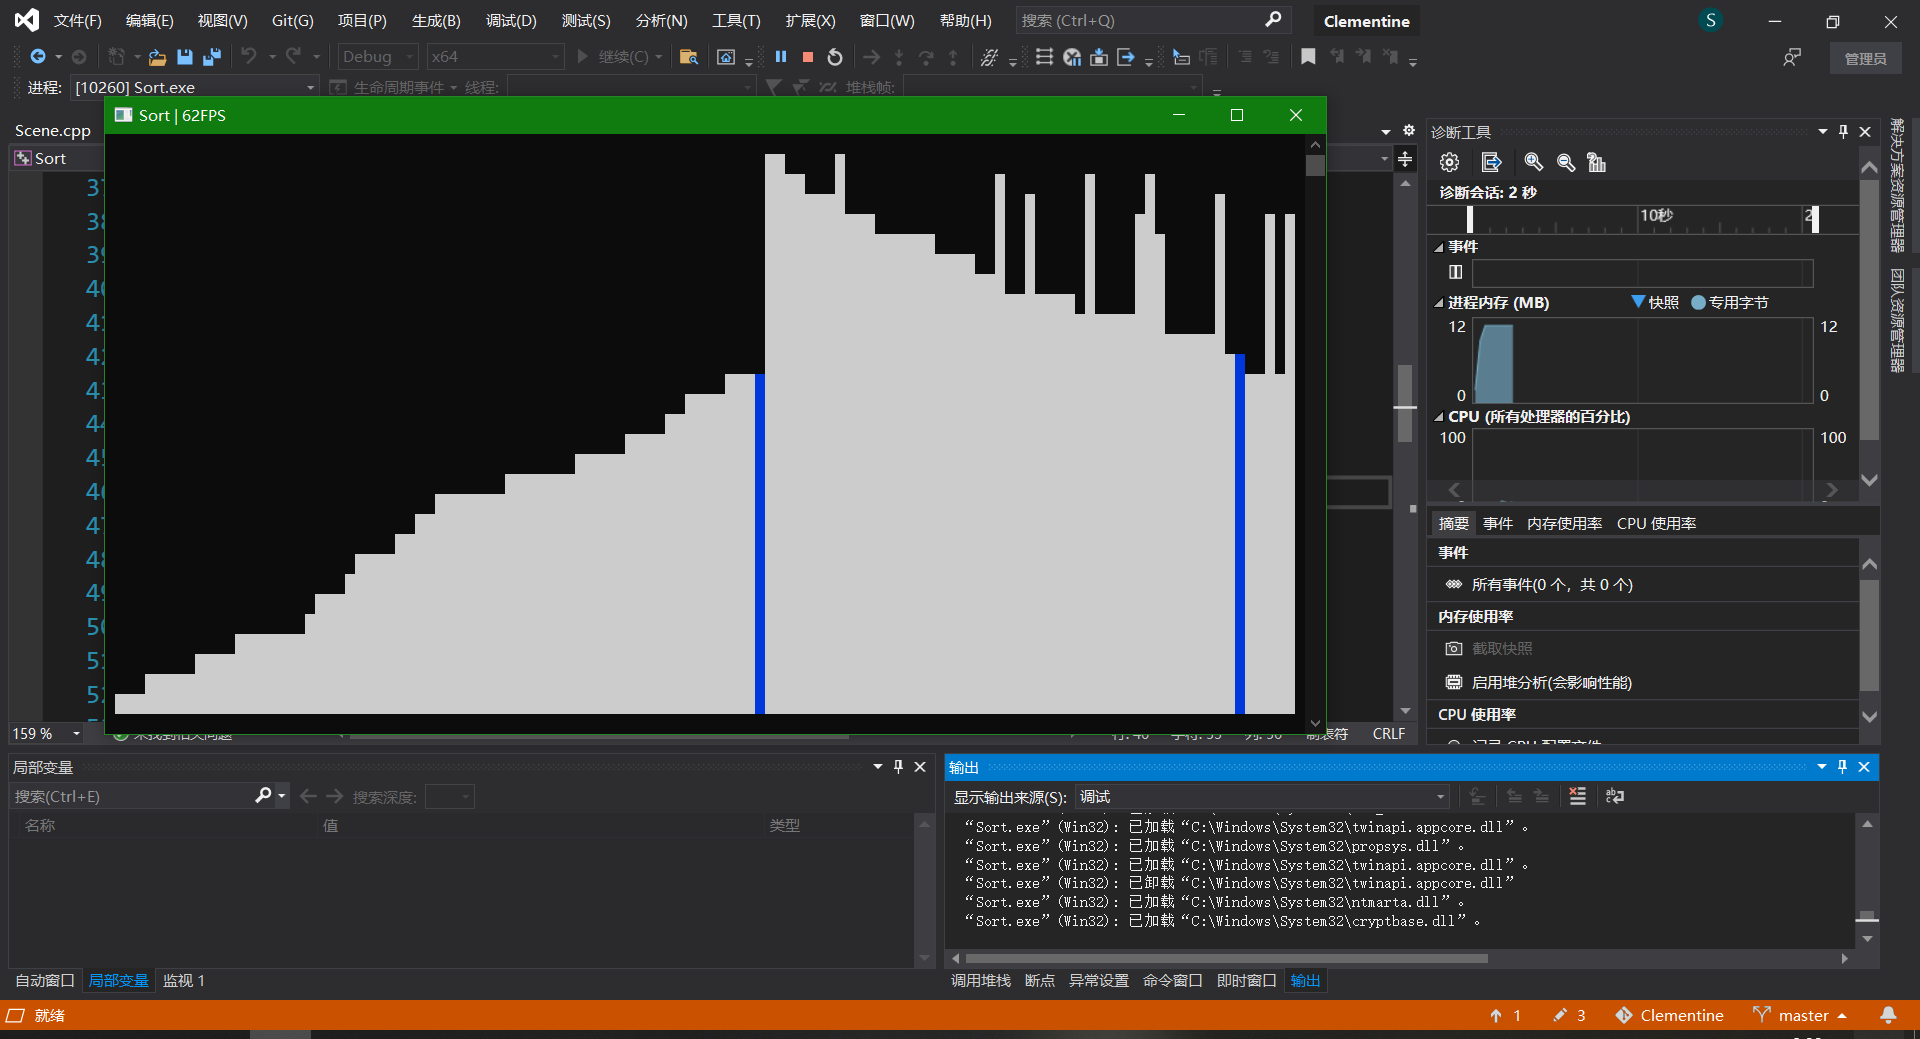 文件(F) 编辑(E) 视图(V) Git(G) 项目(P) 生成(B) 调试(D) 测试(S) 分析(N) 工具(T) 扩展(X) 窗口(W) 帮助(H) 搜索 (Ctrl+Q) Clementine S
Debug x64 继续(C) 管理员
进程: [10260] Sort.exe 生命周期事件 线程: 堆栈帧:
Scene.cpp
Sort
Sort | 62FPS
38
39
40
41
42
43
44
45
46
47
48
49
50
51
52
159 % 未找到相关问题 行: 46 制表符 CRLF
诊断工具
诊断会话: 2 秒
10秒 2
事件
进程内存 (MB) 快照 专用字节
12 12
0 0
CPU (所有处理器的百分比)
100 100
摘要 事件 内存使用率 CPU 使用率
事件
所有事件(0 个，共 0 个)
内存使用率
截取快照
启用堆分析(会影响性能)
CPU 使用率
记录 CPU 配置文件
解决方案资源管理器
团队资源管理器
局部变量
搜索(Ctrl+E) 搜索深度:
名称 值 类型
自动窗口 局部变量 监视 1
输出
显示输出来源(S): 调试
“Sort.exe”(Win32): 已加载“C:\Windows\System32\twinapi.appcore.dll”。
“Sort.exe”(Win32): 已加载“C:\Windows\System32\propsys.dll”。
“Sort.exe”(Win32): 已加载“C:\Windows\System32\twinapi.appcore.dll”。
“Sort.exe”(Win32): 已卸载“C:\Windows\System32\twinapi.appcore.dll”
“Sort.exe”(Win32): 已加载“C:\Windows\System32\ntmarta.dll”。
“Sort.exe”(Win32): 已加载“C:\Windows\System32\cryptbase.dll”。
调用堆栈 断点 异常设置 命令窗口 即时窗口 输出
就绪 1 3 Clementine master